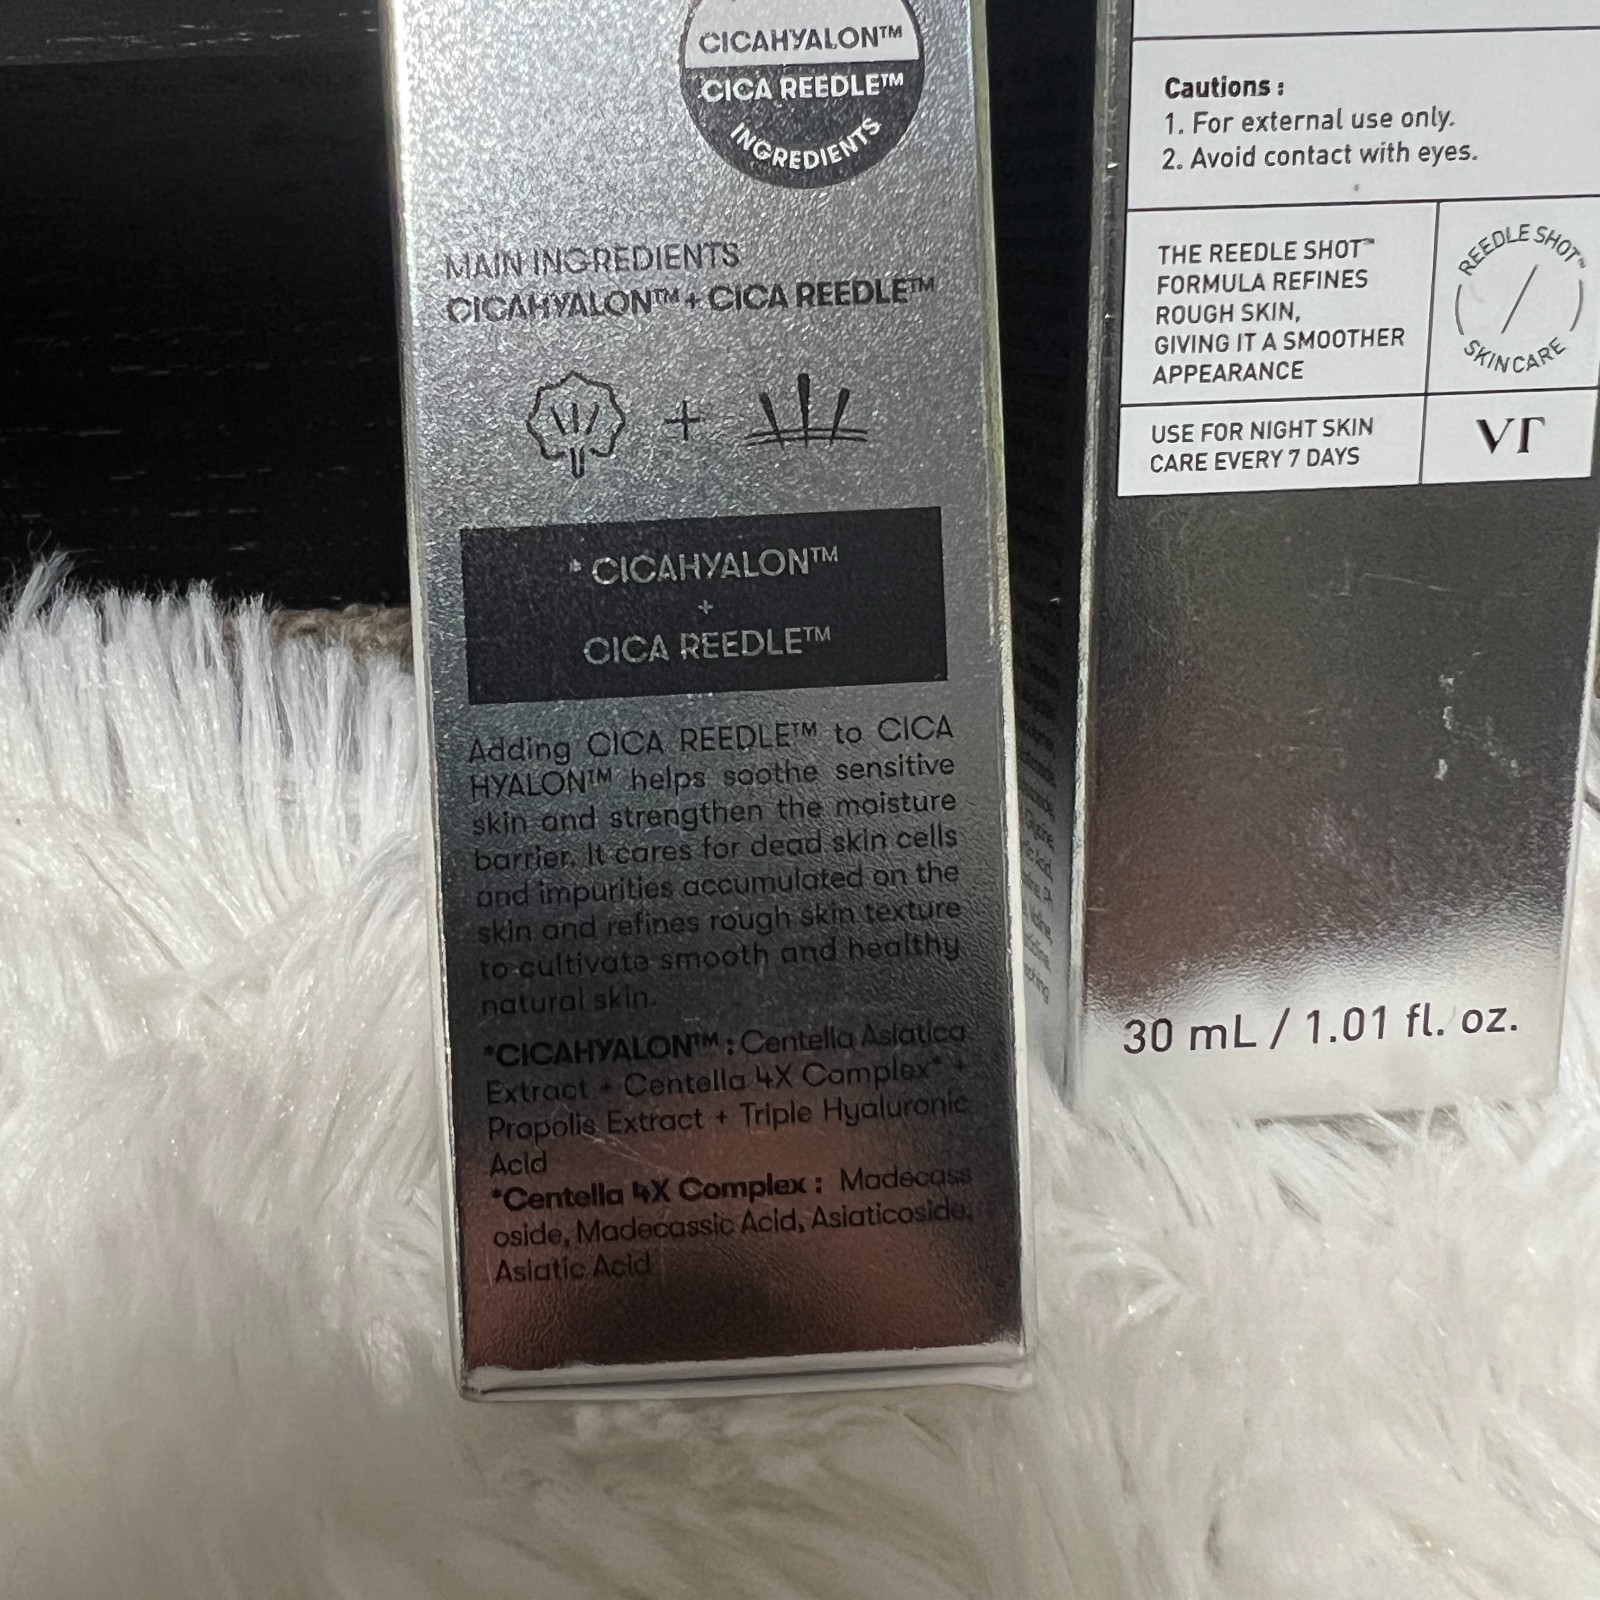 CICAHYALON™
CICA REEDLE™
INGREDIENTS
MAIN INGREDIENTS
CICAHYALON™ + CICA REEDLE™
+
* CICAHYALON™
+
CICA REEDLE™
Adding CICA REEDLE™ to CICA
HYALON™ helps soothe sensitive
skin and strengthen the moisture
barrier. It cares for dead skin cells
and impurities accumulated on the
skin and refines rough skin texture
to cultivate smooth and healthy
natural skin.
*CICAHYALON™ : Centella Asiatica
Extract + Centella 4X Complex* +
Propolis Extract + Triple Hyaluronic
Acid
*Centella 4X Complex : Madecass
oside, Madecassic Acid, Asiaticoside,
Asiatic Acid
Cautions :
1. For external use only.
2. Avoid contact with eyes.
THE REEDLE SHOT™
FORMULA REFINES
ROUGH SKIN,
GIVING IT A SMOOTHER
APPEARANCE
REEDLE SHOT™
SKINCARE
USE FOR NIGHT SKIN
CARE EVERY 7 DAYS
VT
30 mL / 1.01 fl. oz.